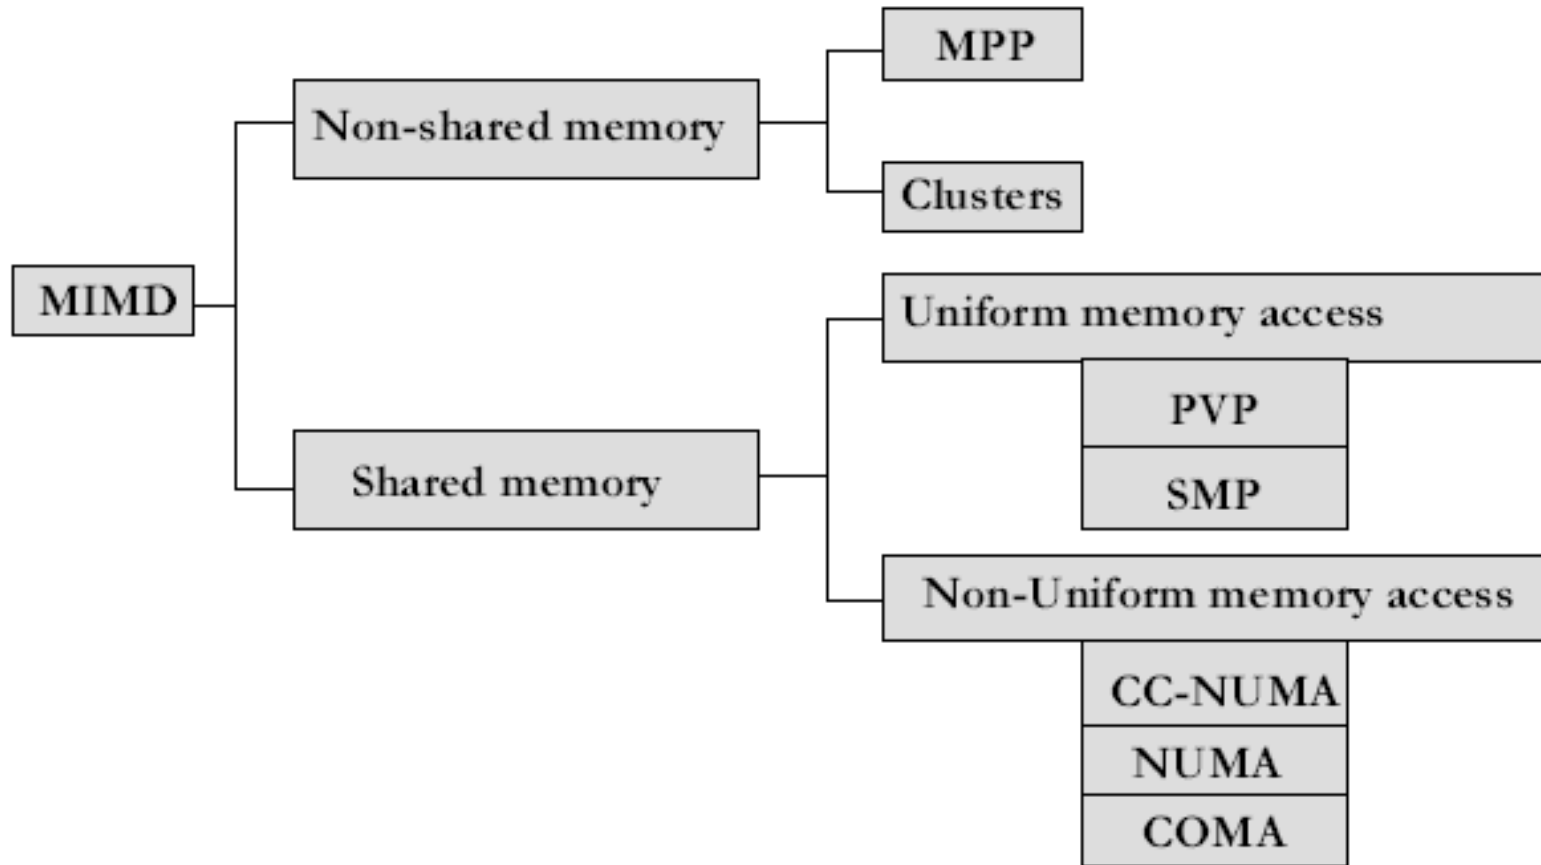 MPP
Non-shared memory
Clusters
MIMD
Uniform memory access
PVP
Shared memory
SMP
Non-Uniform memory access
CC-NUMA
NUMA
COMA